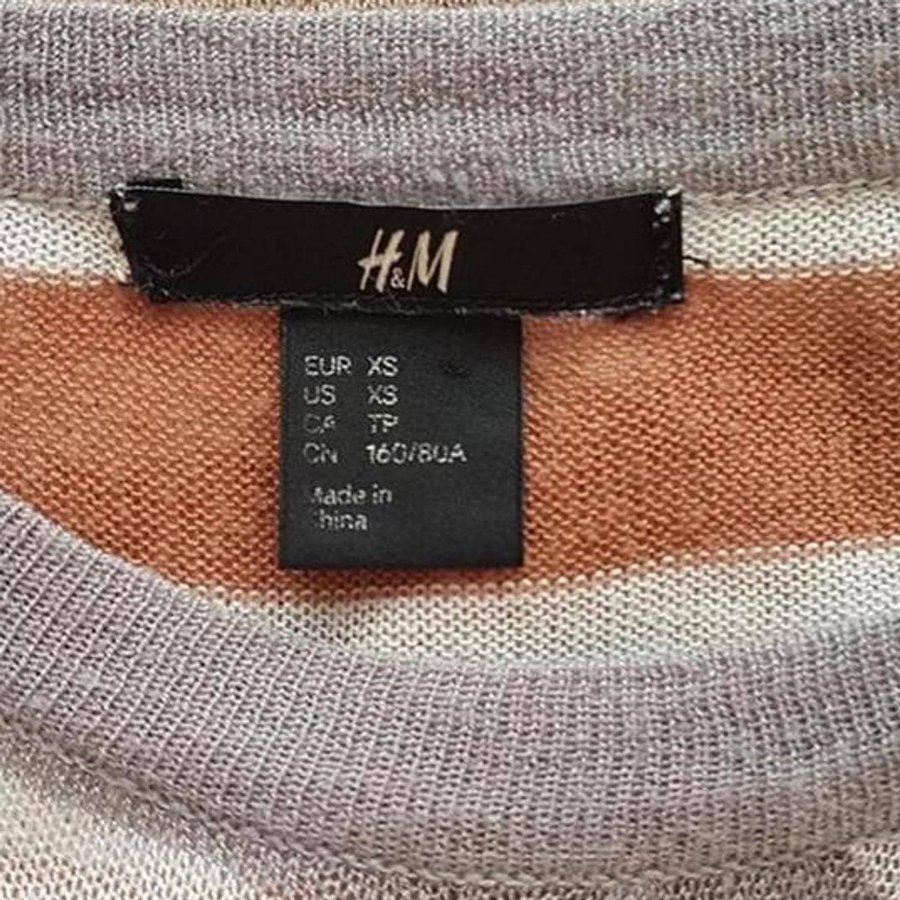 H&M
EUR XS
US XS
CA TP
CN 160/80A
Made in
China